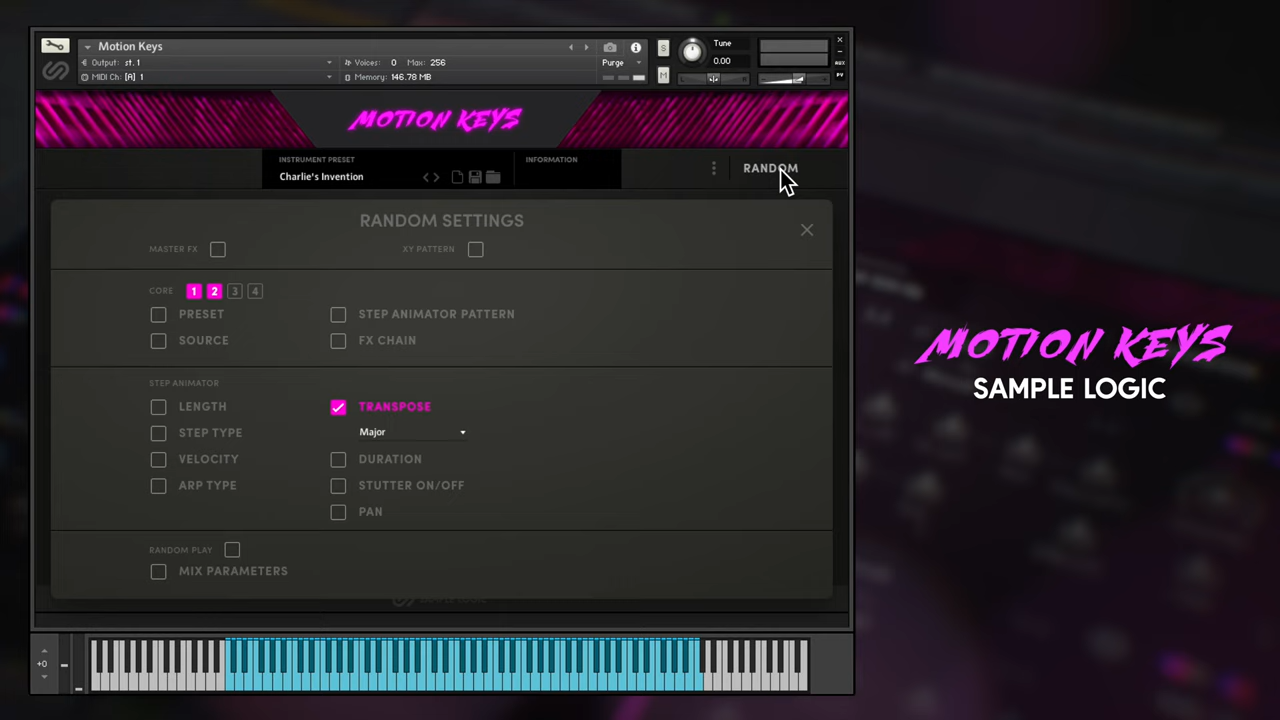 Motion Keys
Output: st. 1
Voices: 0 Max: 256
Purge
MIDI Ch: [A] 1
Memory: 146.78 MB
S
M
Tune
0.00
AUX
PV
MOTION KEYS
INSTRUMENT PRESET
Charlie's Invention
INFORMATION
RANDOM
RANDOM SETTINGS
MASTER FX
XY PATTERN
CORE 1 2 3 4
PRESET
STEP ANIMATOR PATTERN
SOURCE
FX CHAIN
STEP ANIMATOR
LENGTH
TRANSPOSE
STEP TYPE
Major
VELOCITY
DURATION
ARP TYPE
STUTTER ON/OFF
PAN
RANDOM PLAY
MIX PARAMETERS
+0
MOTION KEYS
SAMPLE LOGIC